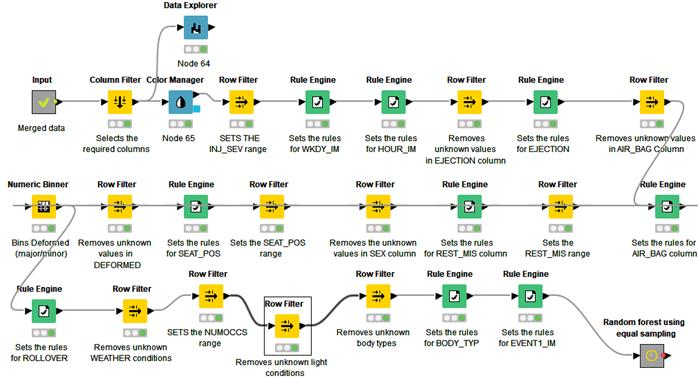 Data Explorer
Node 64
Input
Merged data
Column Filter
Selects the
required columns
Color Manager
Node 65
Row Filter
SETS THE
INJ_SEV range
Rule Engine
Sets the rules
for WKDY_IM
Rule Engine
Sets the rules
for HOUR_IM
Row Filter
Removes
unknown values
in EJECTION column
Rule Engine
Sets the rules
for EJECTION
Row Filter
Removes unknown values
in AIR_BAG Column
Numeric Binner
Bins Deformed
(major/minor)
Row Filter
Removes unknown
values in
DEFORMED
Rule Engine
Sets the rules
for SEAT_POS
Row Filter
Sets the SEAT_POS
range
Row Filter
Removes the unknown
values in SEX column
Rule Engine
Sets the rules for
REST_MIS column
Row Filter
Sets the
REST_MIS range
Rule Engine
Sets the rules for
AIR_BAG column
Rule Engine
Sets the rules
for ROLLOVER
Row Filter
Removes unknown
WEATHER conditions
Row Filter
SETS the NUMOCCS
range
Row Filter
Removes unknown light
conditions
Row Filter
Removes unknown
body types
Rule Engine
Sets the rules
for BODY_TYP
Rule Engine
Sets the rules
for EVENT1_IM
Random forest using
equal sampling